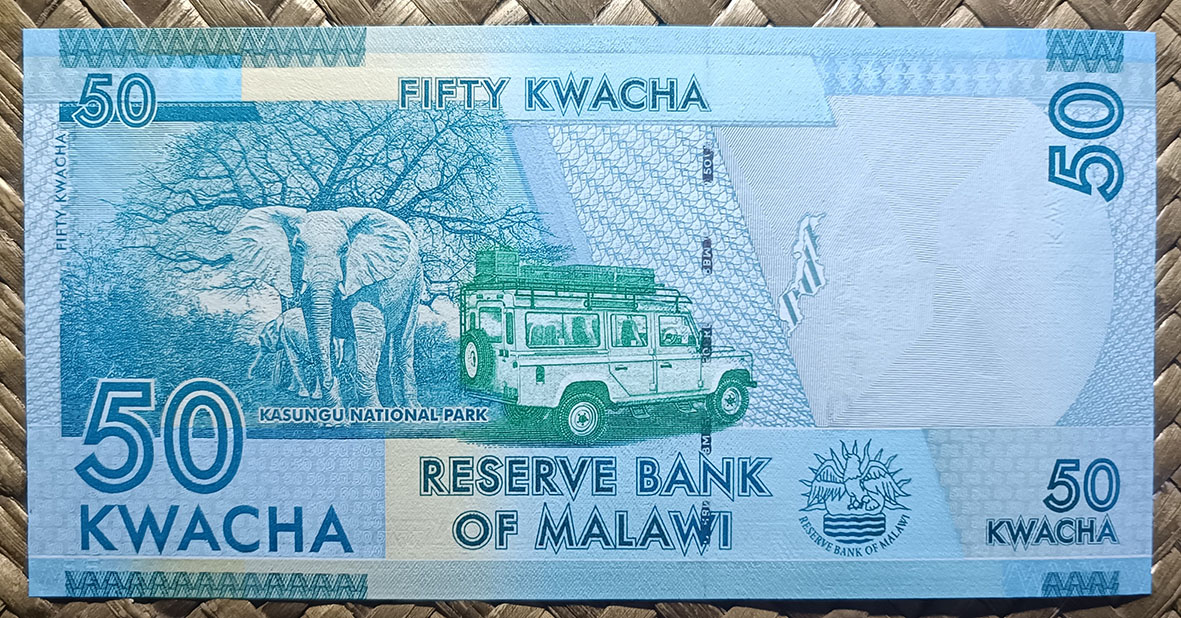 50
FIFTY KWACHA
50
FIFTY KWACHA
KASUNGU NATIONAL PARK
50
KWACHA
RESERVE BANK
OF MALAWI
RESERVE BANK OF MALAWI
50
KWACHA